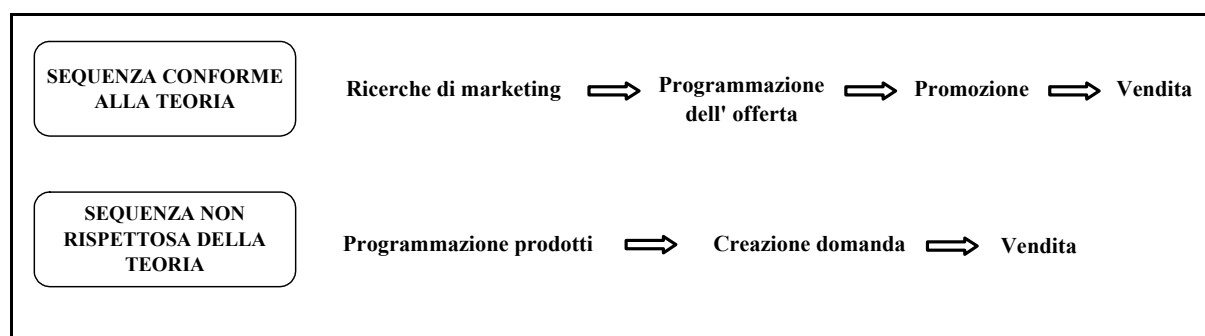 SEQUENZA CONFORME
ALLA TEORIA
Ricerche di marketing
Programmazione
dell' offerta
Promozione
Vendita
SEQUENZA NON
RISPETTOSA DELLA
TEORIA
Programmazione prodotti
Creazione domanda
Vendita